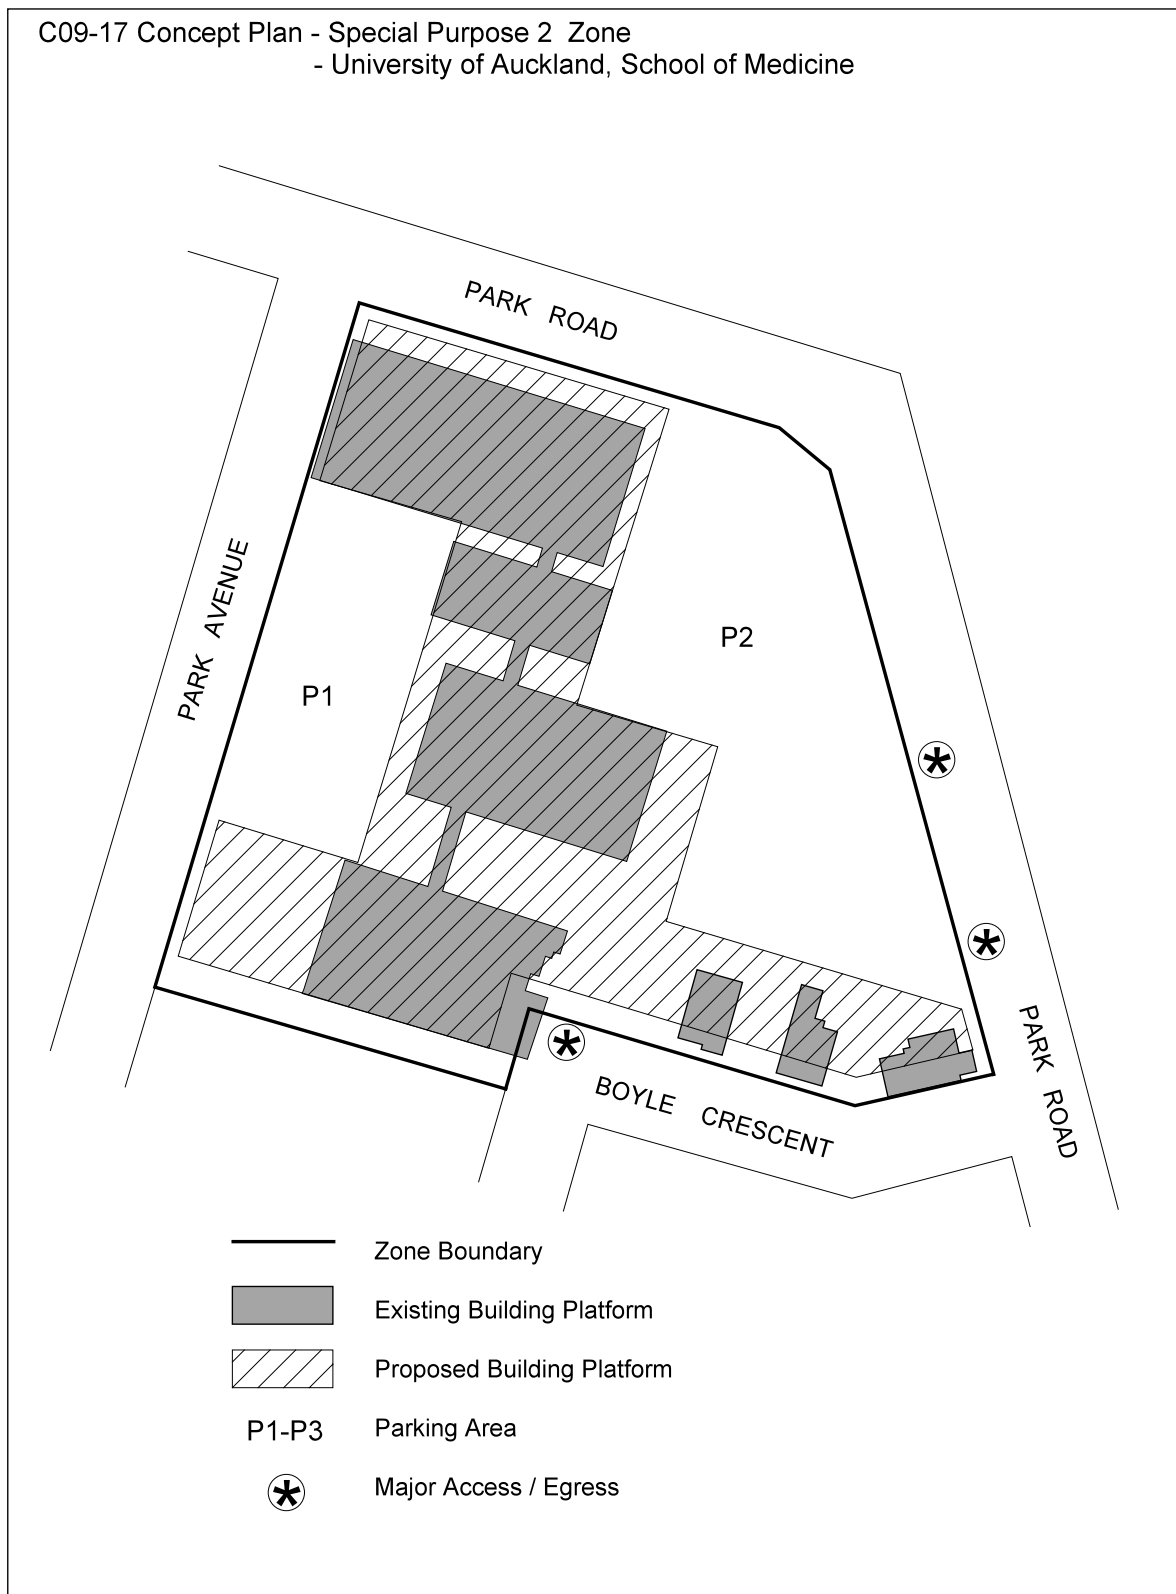 C09-17 Concept Plan - Special Purpose 2 Zone
- University of Auckland, School of Medicine
PARK ROAD
PARK AVENUE
P2
P1
PARK ROAD
BOYLE CRESCENT
Zone Boundary
Existing Building Platform
Proposed Building Platform
P1-P3 Parking Area
Major Access / Egress